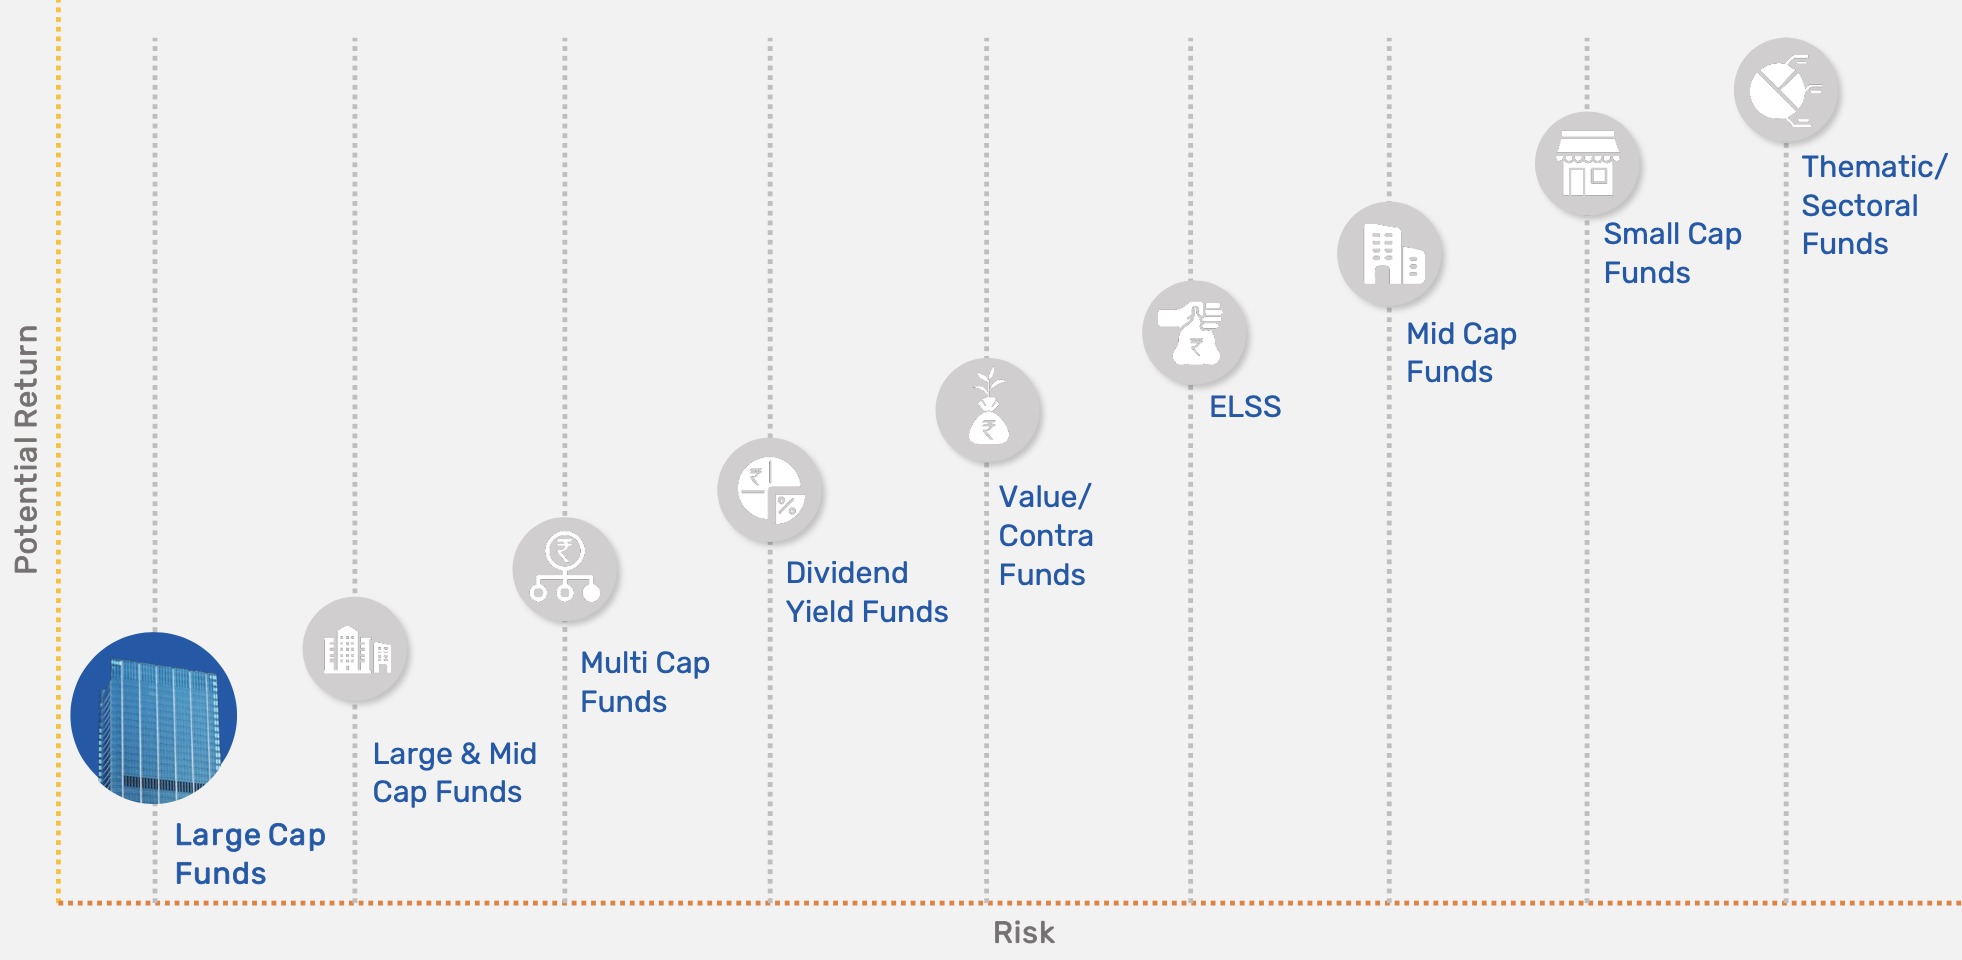 Potential Return
Large Cap
Funds
Large & Mid
Cap Funds
Multi Cap
Funds
₹
Dividend
Yield Funds
₹
%
Value/
Contra
Funds
₹
ELSS
₹
Mid Cap
Funds
Small Cap
Funds
Thematic/
Sectoral
Funds
Risk